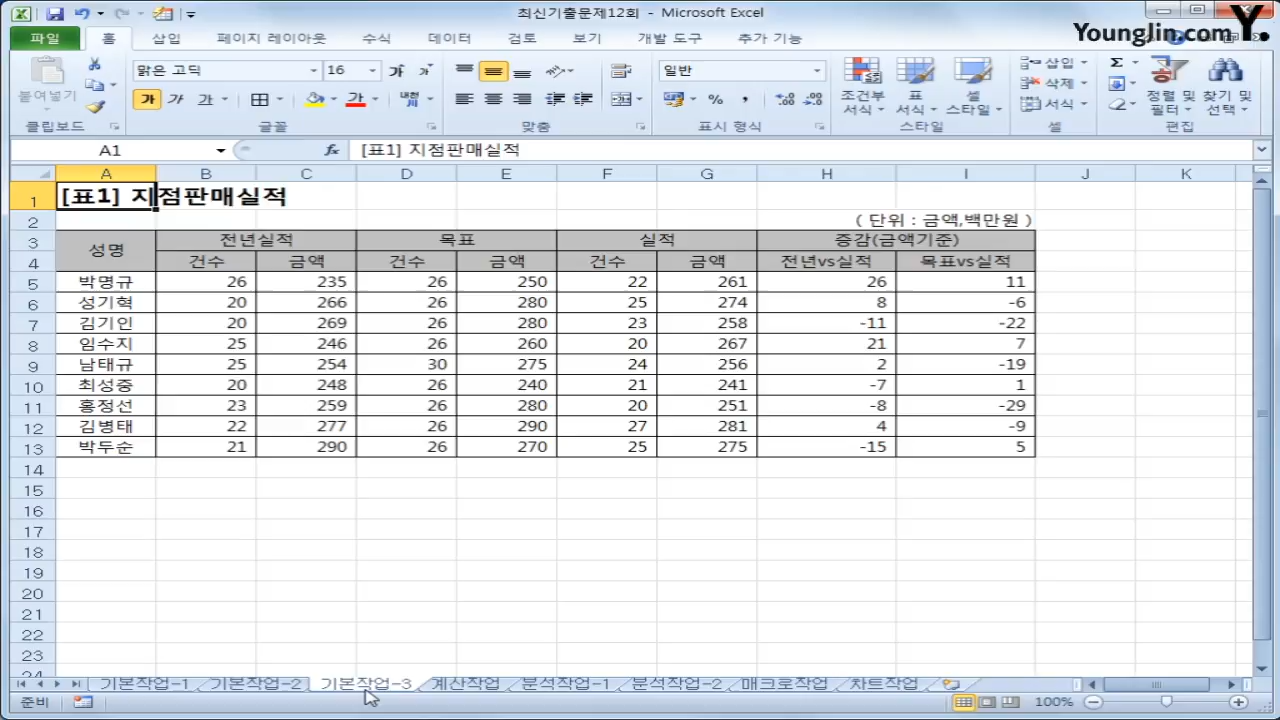 최신기출문제12회 - Microsoft Excel
Younglin.com Y.
파일 홈 삽입 페이지 레이아웃 수식 데이터 검토 보기 개발 도구 추가 기능
붙여넣기 맑은 고딕 16 가 가 가 일반 조건부 서식 표 서식 셀 스타일 삽입 삭제 서식 정렬 및 필터 찾기 및 선택
클립보드 글꼴 맞춤 표시 형식 스타일 셀 편집
A1 fx [표1] 지점판매실적
A B C D E F G H I J K
1 [표1] 지점판매실적
2 ( 단위 : 금액,백만원 )
3 성명 전년실적 목표 실적 증감(금액기준)
4 건수 금액 건수 금액 건수 금액 전년vs실적 목표vs실적
5 박명규 26 235 26 250 22 261 26 11
6 성기혁 20 266 26 280 25 274 8 -6
7 김기인 20 269 26 280 23 258 -11 -22
8 임수지 25 246 26 260 20 267 21 7
9 남태규 25 254 30 275 24 256 2 -19
10 최성증 20 248 26 240 21 241 -7 1
11 홍정선 23 259 26 280 20 251 -8 -29
12 김병태 22 277 26 290 27 281 4 -9
13 박두순 21 290 26 270 25 275 -15 5
14
15
16
17
18
19
20
21
22
23
24
기본작업-1 기본작업-2 기본작업-3 계산작업 분석작업-1 분석작업-2 매크로작업 차트작업
준비 100%